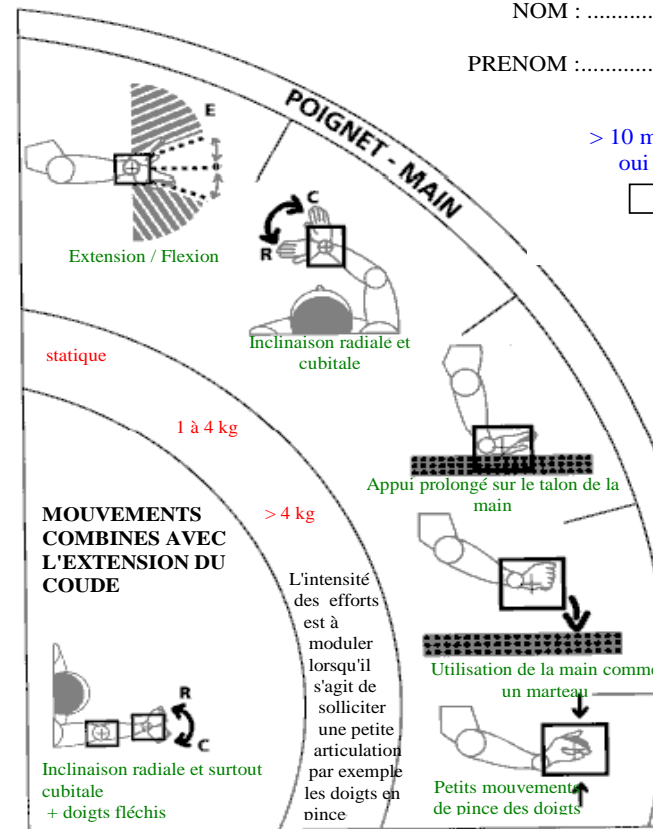 NOM : .............
PRENOM :.............
POIGNET - MAIN
> 10 m
oui
E
Extension / Flexion
C
R
Inclinaison radiale et
cubitale
statique
1 à 4 kg
> 4 kg
Appui prolongé sur le talon de la
main
MOUVEMENTS
COMBINES AVEC
L'EXTENSION DU
COUDE
L'intensité
des efforts
est à
moduler
lorsqu'il
s'agit de
solliciter
une petite
articulation
par exemple
les doigts en
pince
Utilisation de la main comme
un marteau
R
C
Inclinaison radiale et surtout
cubitale
+ doigts fléchis
Petits mouvements
de pince des doigts